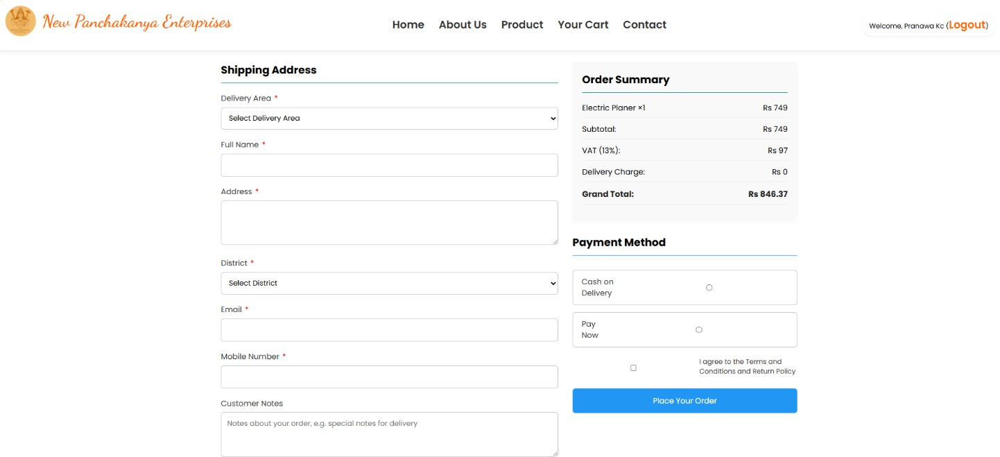 New Panchakanya Enterprises
Home About Us Product Your Cart Contact
Welcome, Pranawa Kc (Logout)
Shipping Address
Delivery Area *
Select Delivery Area
Full Name *
Address *
District *
Select District
Email *
Mobile Number *
Customer Notes
Notes about your order, e.g. special notes for delivery
Order Summary
Electric Planer ×1 Rs 749
Subtotal: Rs 749
VAT (13%): Rs 97
Delivery Charge: Rs 0
Grand Total: Rs 846.37
Payment Method
Cash on
Delivery
Pay
Now
I agree to the Terms and
Conditions and Return Policy
Place Your Order